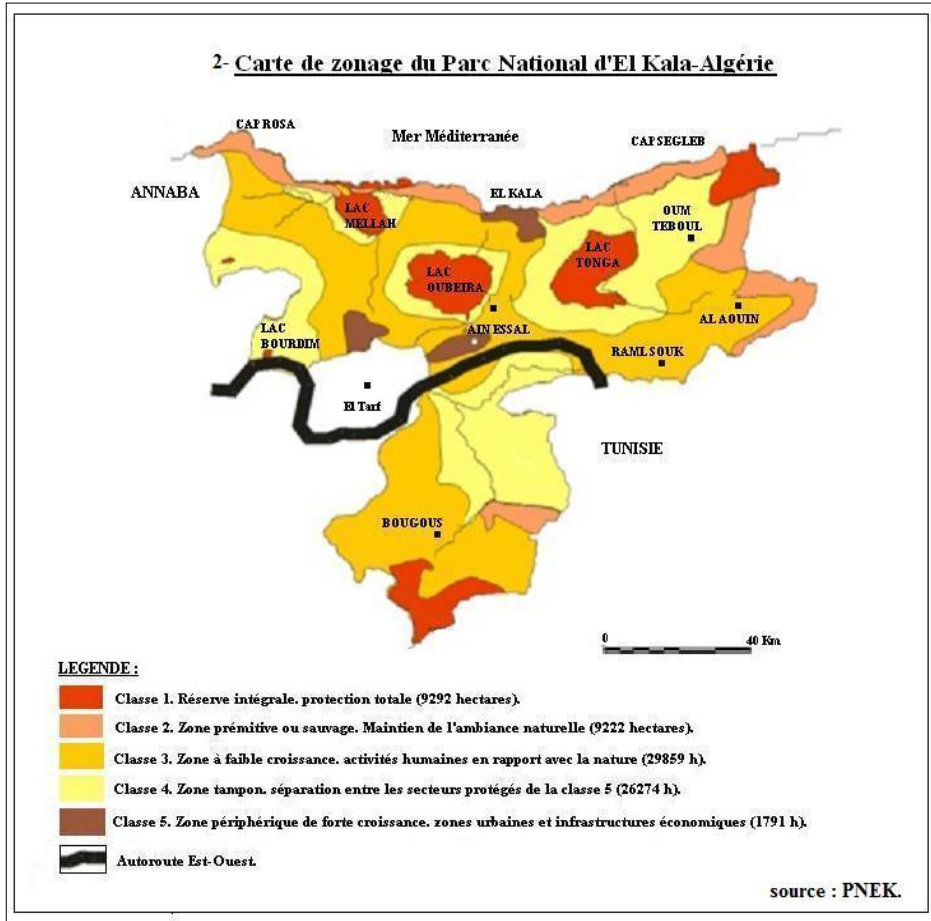 2- Carte de zonage du Parc National d'El Kala-Algérie
CAP ROSA
Mer Méditerranée
CAP SEGLEB
ANNABA
EL KALA
LAC
MELLAH
OUM
TEBOUL
LAC
TONGA
LAC
OUBEIRA
AL AOUIN
LAC
BOURDIM
AIN ESSAL
RAML SOUK
El Tarf
TUNISIE
BOUGOUS
0 40 Km
LEGENDE :
Classe 1. Réserve intégrale. protection totale (9292 hectares).
Classe 2. Zone prémitive ou sauvage. Maintien de l'ambiance naturelle (9222 hectares).
Classe 3. Zone à faible croissance. activités humaines en rapport avec la nature (29859 h).
Classe 4. Zone tampon. séparation entre les secteurs protégés de la classe 5 (26274 h).
Classe 5. Zone périphérique de forte croissance. zones urbaines et infrastructures économiques (1791 h).
Autoroute Est-Ouest.
source : PNEK.